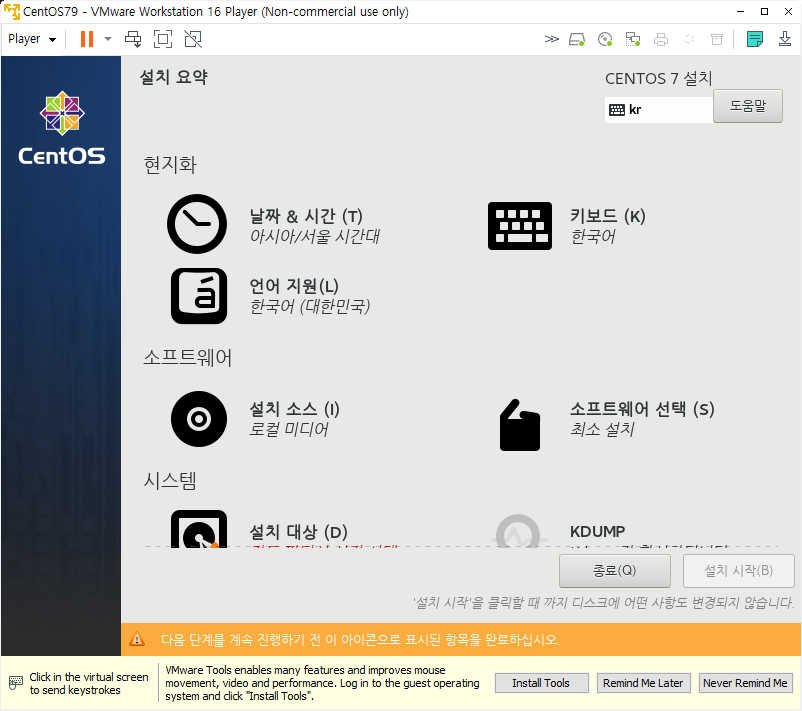 CentOS79 - VMware Workstation 16 Player (Non-commercial use only)
Player
CentOS
설치 요약
CENTOS 7 설치
kr
도움말
현지화
날짜 & 시간 (T)
아시아/서울 시간대
키보드 (K)
한국어
언어 지원(L)
한국어 (대한민국)
소프트웨어
설치 소스 (I)
로컬 미디어
소프트웨어 선택 (S)
최소 설치
시스템
설치 대상 (D)
KDUMP
종료(Q)
설치 시작(B)
'설치 시작'을 클릭할 때 까지 디스크에 어떤 사항도 변경되지 않습니다.
다음 단계를 계속 진행하기 전 이 아이콘으로 표시된 항목을 완료하십시오.
Click in the virtual screen
to send keystrokes
VMware Tools enables many features and improves mouse
movement, video and performance. Log in to the guest operating
system and click "Install Tools".
Install Tools
Remind Me Later
Never Remind Me